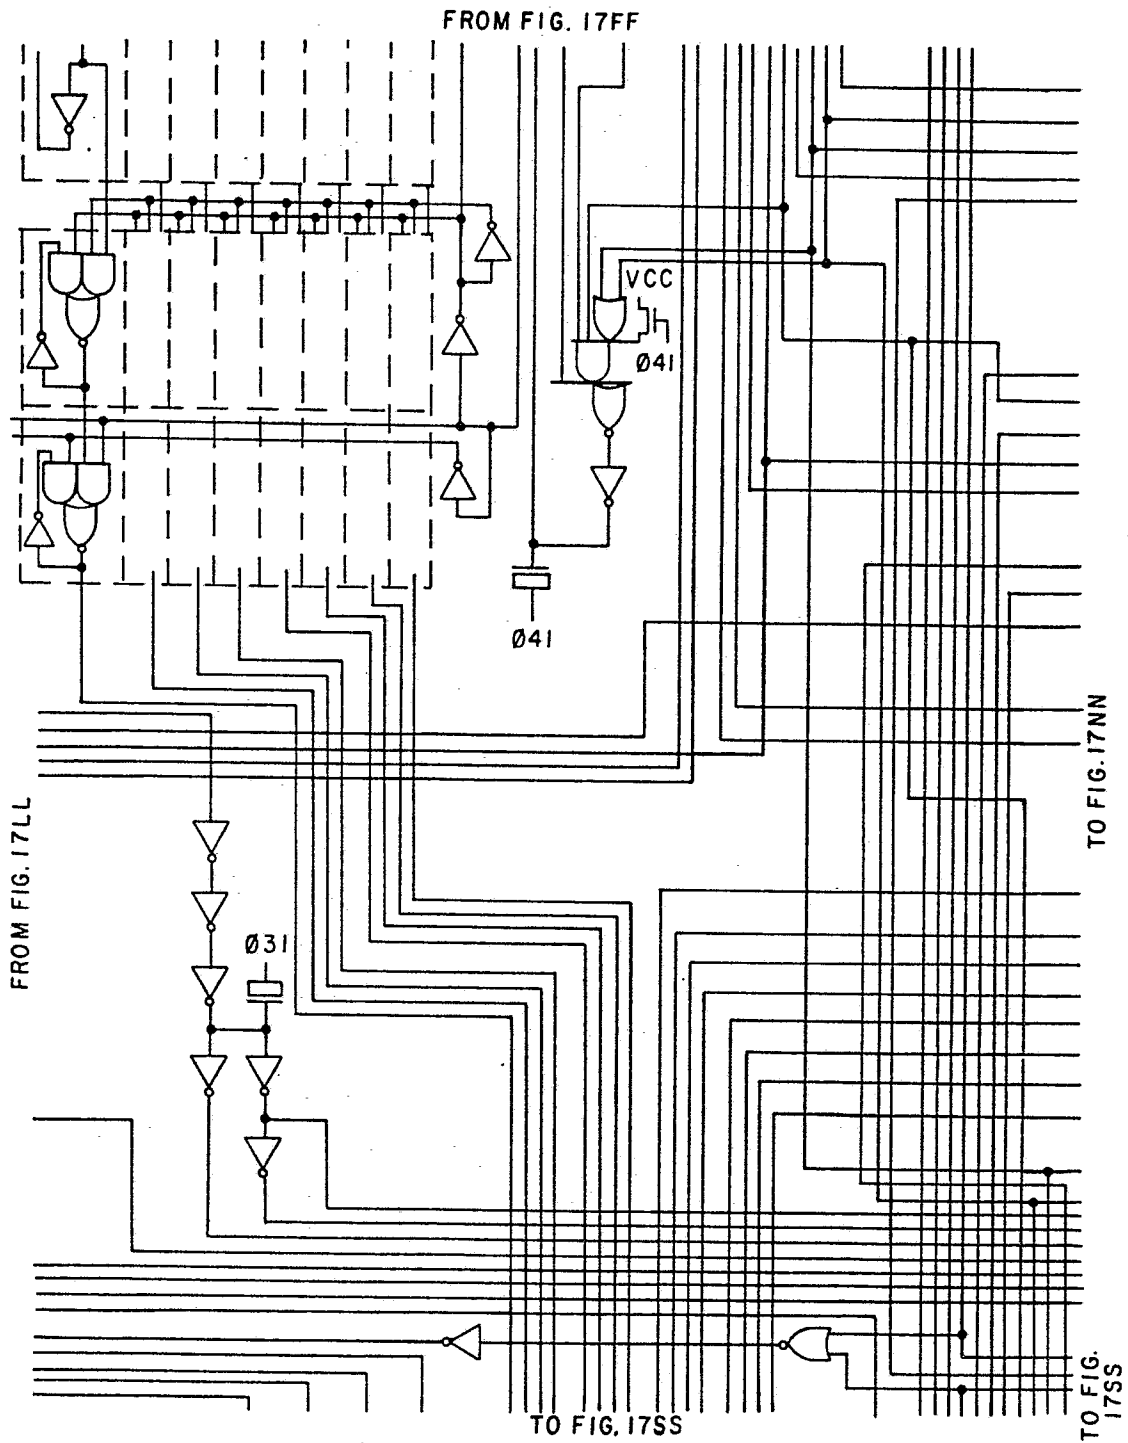 FROM FIG. 17FF
VCC
Ø41
Ø41
TO FIG. 17NN
FROM FIG. 17LL
Ø31
TO FIG. 17SS
TO FIG.
17SS